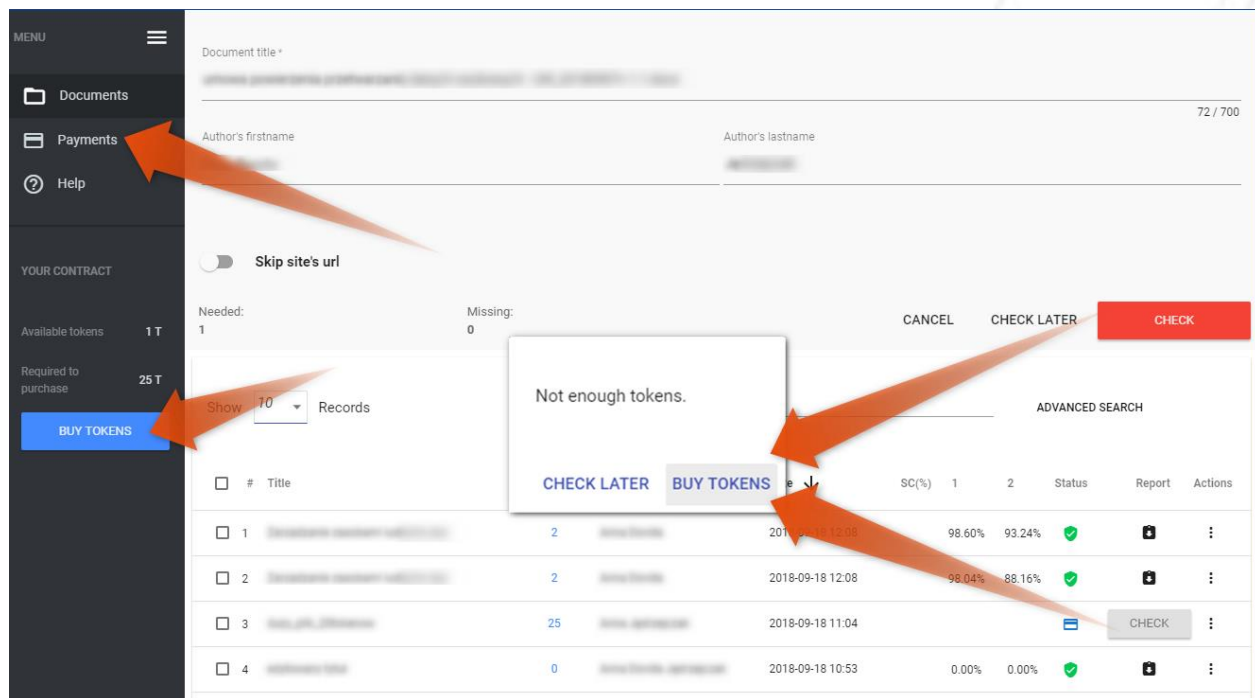 MENU
Documents
Payments
Help
YOUR CONTRACT
Available tokens 1 T
Required to purchase 25 T
BUY TOKENS
Document title *
72 / 700
Author's firstname
Author's lastname
Skip site's url
Needed:
1
Missing:
0
CANCEL CHECK LATER CHECK
Show 10 Records
ADVANCED SEARCH
Not enough tokens.
CHECK LATER BUY TOKENS
# Title SC(%) 1 2 Status Report Actions
1 2 98.60% 93.24%
2 2 2018-09-18 12:08 98.04% 88.16%
3 25 2018-09-18 11:04 CHECK
4 0 2018-09-18 10:53 0.00% 0.00%